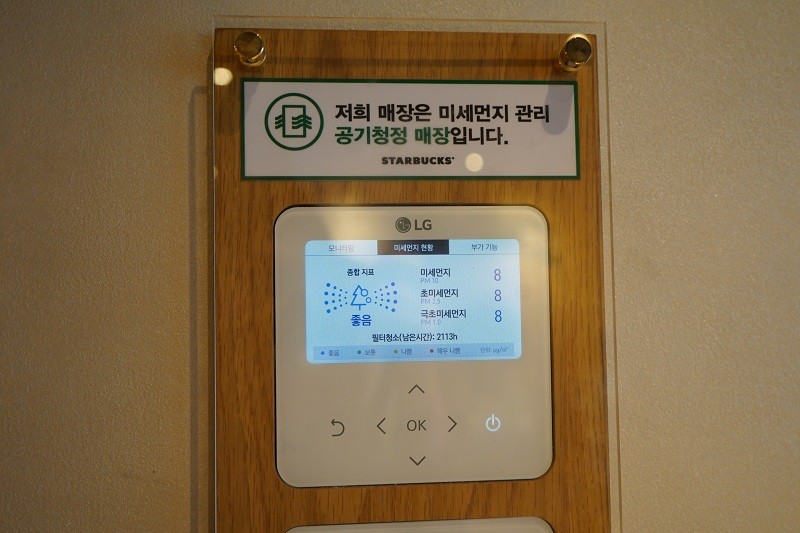 저희 매장은 미세먼지 관리
공기청정 매장입니다.
STARBUCKS
LG
모니터링 미세먼지 현황 부가 기능
종합 지표
좋음
미세먼지 8
PM 10
초미세먼지 8
PM 2.5
극초미세먼지 8
PM 1.0
필터청소(남은시간): 2113h
좋음 보통 나쁨 매우 나쁨 단위: µg/m³
OK